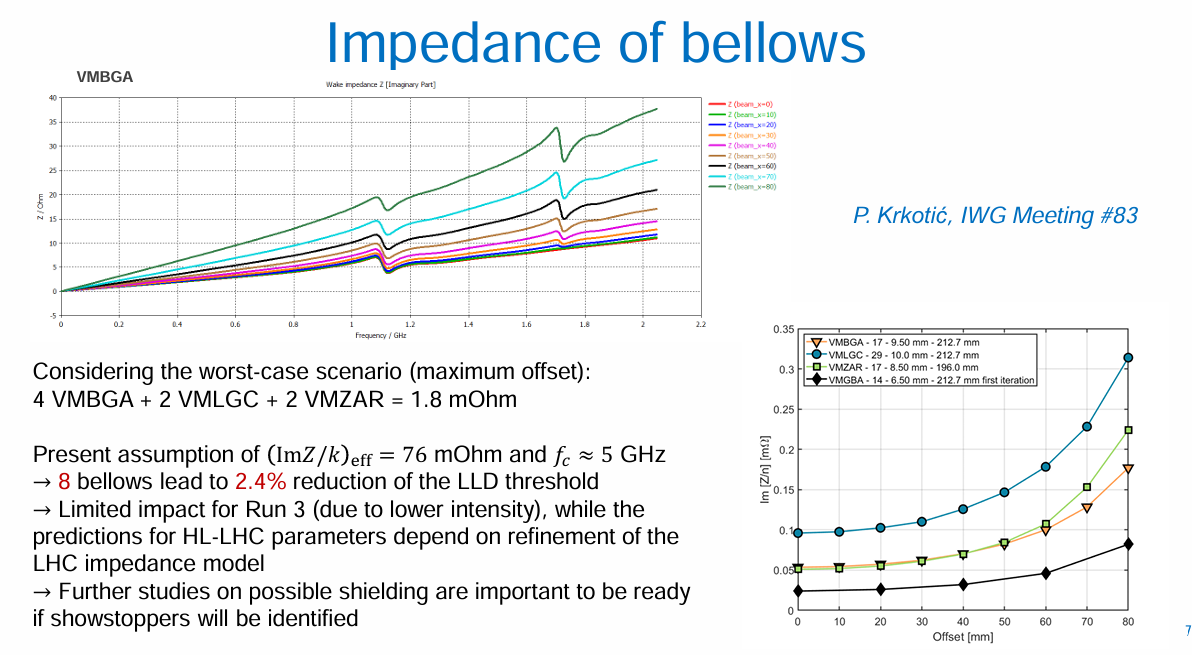 Impedance of bellows
VMBGA
Wake impedance Z [Imagnary Part]
40
35
30
25
20
15
10
5
0
-5
Z / Ohm
0 0.2 0.4 0.6 0.8 1 1.2 1.4 1.6 1.8 2 2.2
Frequency / GHz
Z (beam_x=0)
Z (beam_x=10)
Z (beam_x=20)
Z (beam_x=30)
Z (beam_x=40)
Z (beam_x=50)
Z (beam_x=60)
Z (beam_x=70)
Z (beam_x=80)
P. Krkotić, IWG Meeting #83
Considering the worst-case scenario (maximum offset):
4 VMBGA + 2 VMLGC + 2 VMZAR = 1.8 mOhm
Present assumption of (ImZ/k)eff = 76 mOhm and fc ≈ 5 GHz
→ 8 bellows lead to 2.4% reduction of the LLD threshold
→ Limited impact for Run 3 (due to lower intensity), while the
predictions for HL-LHC paramters depend on refinement of the
LHC impedance model
→ Further studies on possible shielding are important to be ready
if showstoppers will be identified
VMBGA - 17 - 9.50 mm - 212.7 mm
VMLGC - 29 - 10.0 mm - 212.7 mm
VMZAR - 17 - 8.50 mm - 196.0 mm
VMGBA - 14 - 6.50 mm - 212.7 mm first iteration
0.35
0.3
0.25
0.2
0.15
0.1
0.05
0
Im [Z/n] [mΩ]
0 10 20 30 40 50 60 70 80
Offset [mm]
7